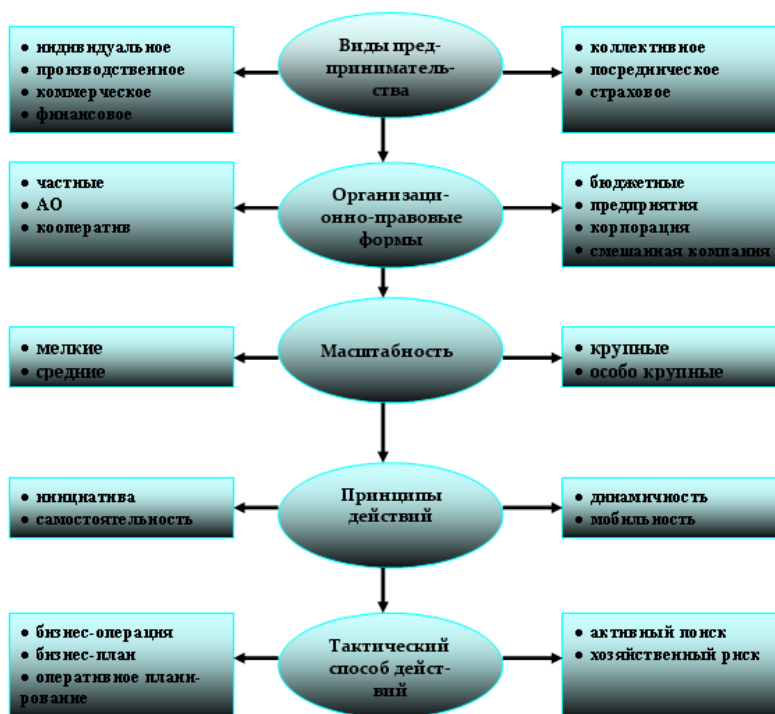 • индивидуальное
• производственное
• коммерческое
• финансовое
Виды пред-
приниматель-
ства
• коллективное
• посредническое
• страховое
• частные
• АО
• кооператив
Организаци-
онно-правовые
формы
• бюджетные
• предприятия
• корпорация
• смешанная компания
• мелкие
• средние
Масштабность
• крупные
• особо крупные
• инициатива
• самостоятельность
Принципы
действий
• динамичность
• мобильность
• бизнес-операция
• бизнес-план
• оперативное плани-
рование
Тактический
способ дейст-
вий
• активный поиск
• хозяйственный риск